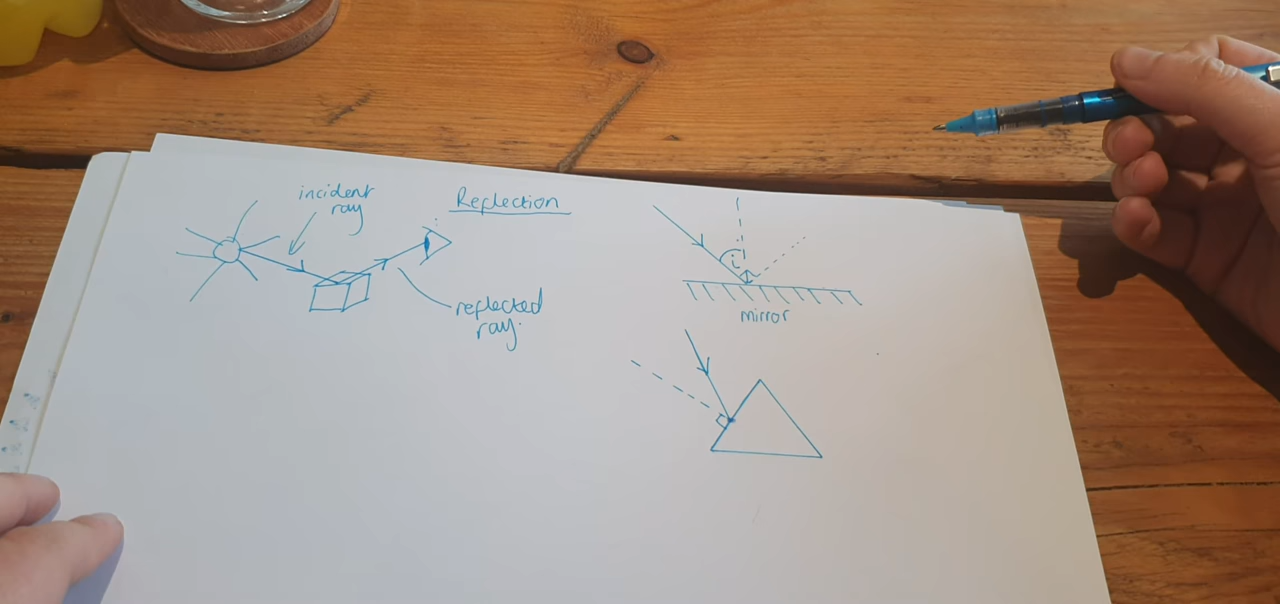 Reflection
incident
ray
reflected
ray.
i
mirror